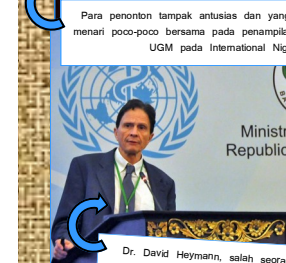 Para penonton tampak antusias dan yang
menari poco-poco bersama pada penampila
UGM pada International Nig
Minist
Republic
Dr. David Heymann, salah seora